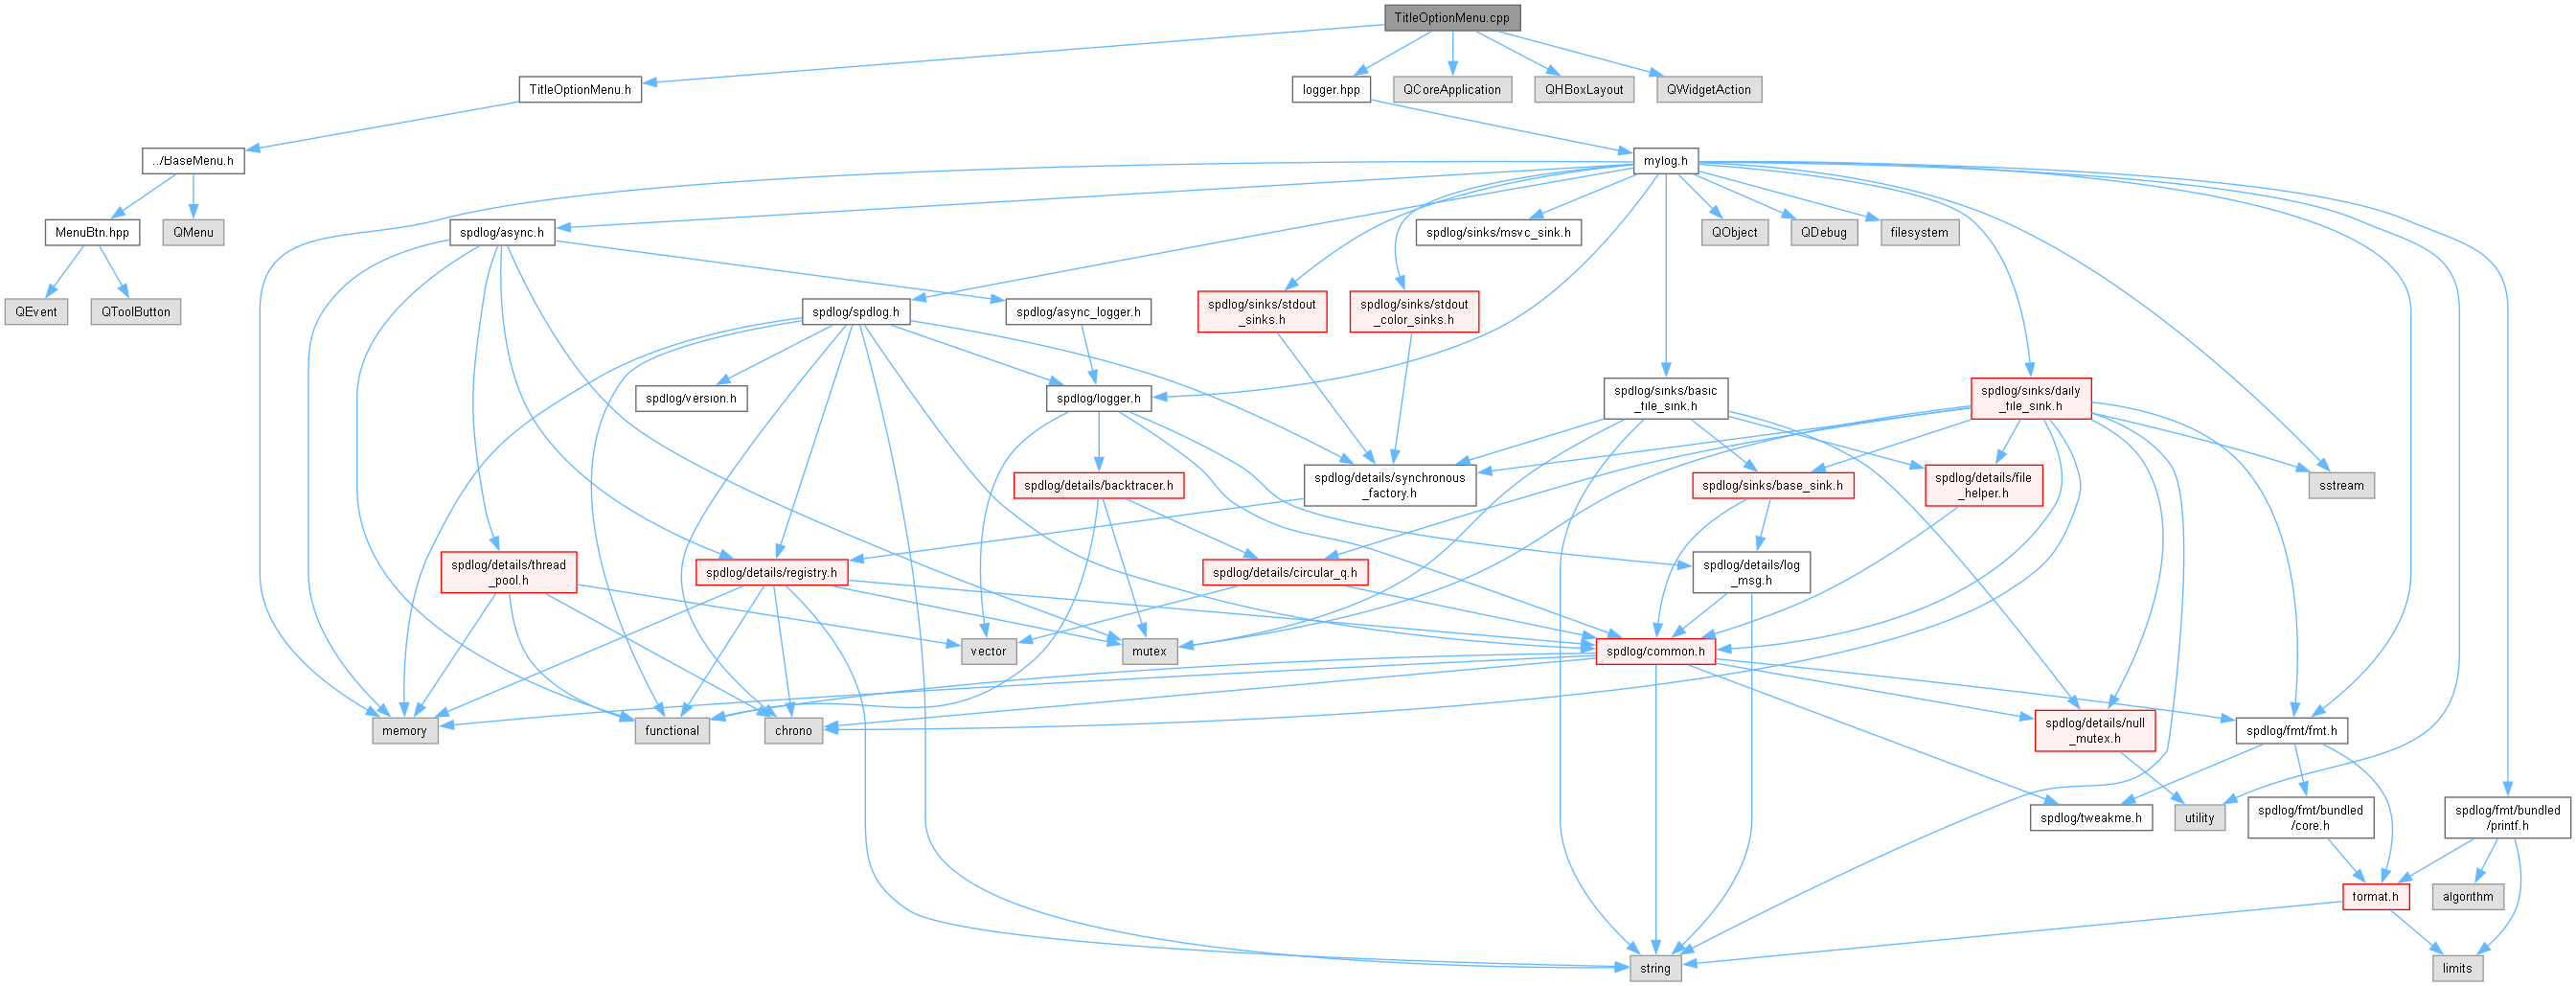 TitleOptionMenu.cpp
TitleOptionMenu.h
logger.hpp
QCoreApplication
QHBoxLayout
QWidgetAction
../BaseMenu.h
mylog.h
MenuBtn.hpp
QMenu
spdlog/async.h
spdlog/sinks/msvc_sink.h
QObject
QDebug
filesystem
QEvent
QToolButton
spdlog/spdlog.h
spdlog/async_logger.h
spdlog/sinks/stdout
_sinks.h
spdlog/sinks/stdout
_color_sinks.h
spdlog/version.h
spdlog/logger.h
spdlog/sinks/basic
_file_sink.h
spdlog/sinks/daily
_file_sink.h
spdlog/details/backtracer.h
spdlog/details/synchronous
_factory.h
spdlog/sinks/base_sink.h
spdlog/details/file
_helper.h
sstream
spdlog/details/thread
_pool.h
spdlog/details/registry.h
spdlog/details/circular_q.h
spdlog/details/log
_msg.h
vector
mutex
spdlog/common.h
memory
functional
chrono
spdlog/details/null
_mutex.h
spdlog/fmt/fmt.h
spdlog/tweakme.h
utility
spdlog/fmt/bundled
/core.h
spdlog/fmt/bundled
/printf.h
format.h
algorithm
string
limits